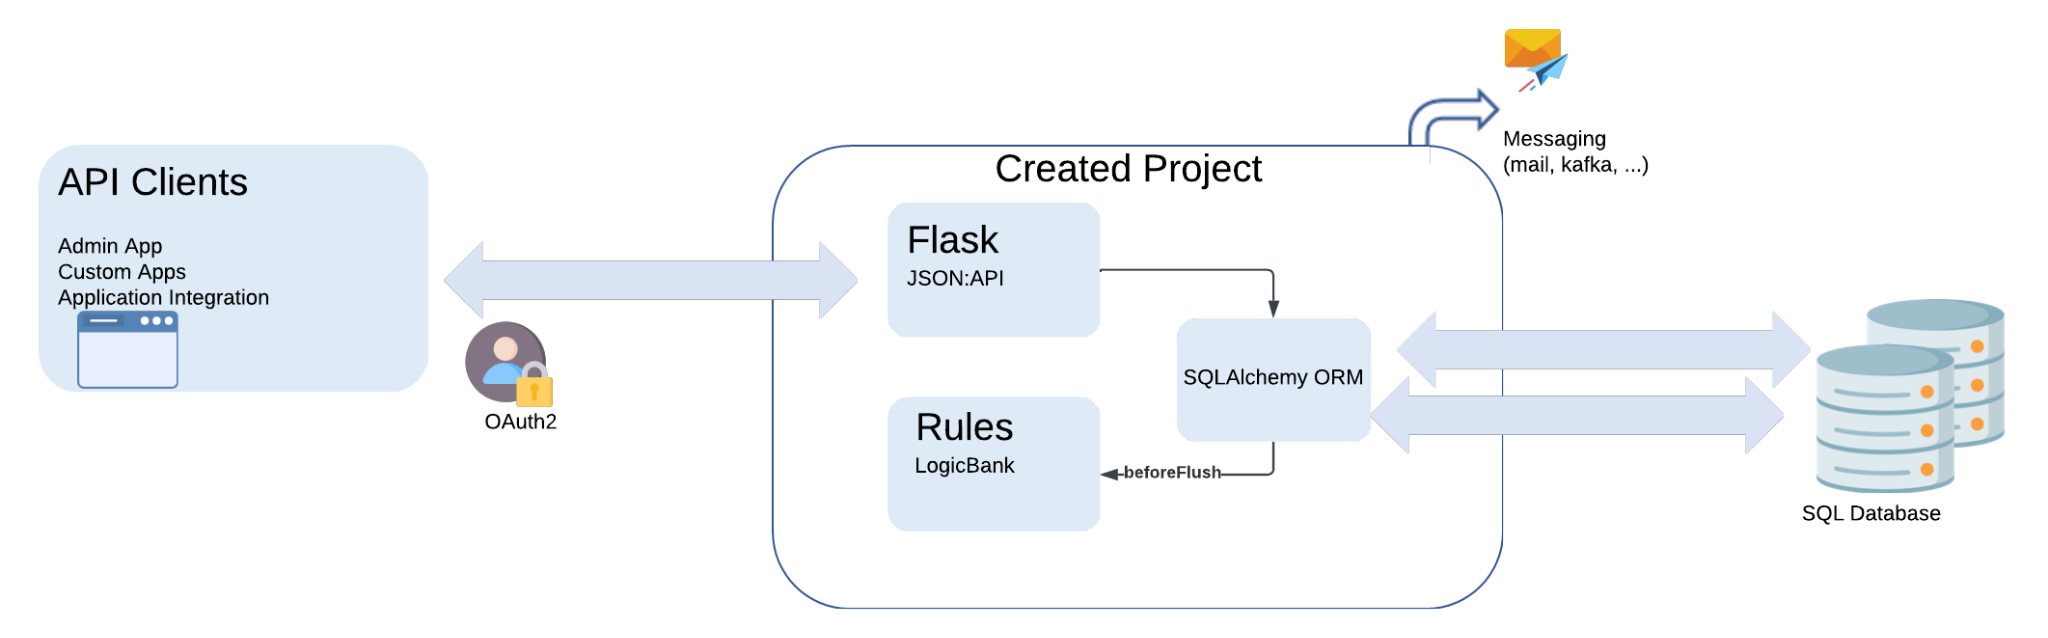 API Clients
Admin App
Custom Apps
Application Integration
OAuth2
Created Project
Flask
JSON:API
SQLAlchemy ORM
Rules
LogicBank
beforeFlush
Messaging
(mail, kafka, ...)
SQL Database